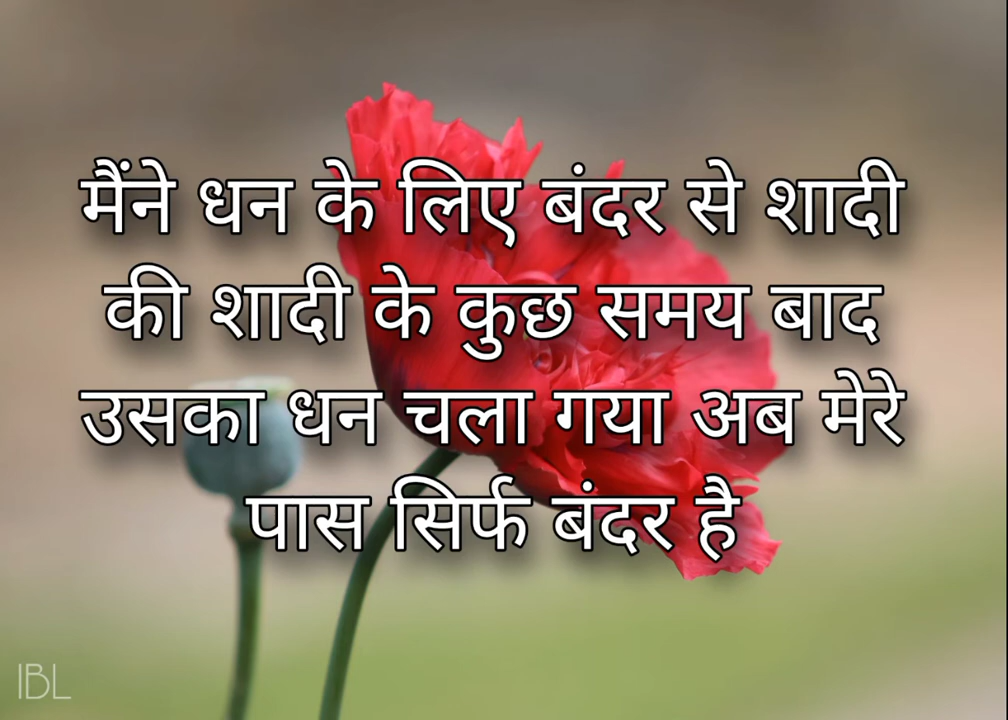 मैंने धन के लिए बंदर से शादी
की शादी के कुछ समय बाद
उसका धन चला गया अब मेरे
पास सिर्फ बंदर है
IBL